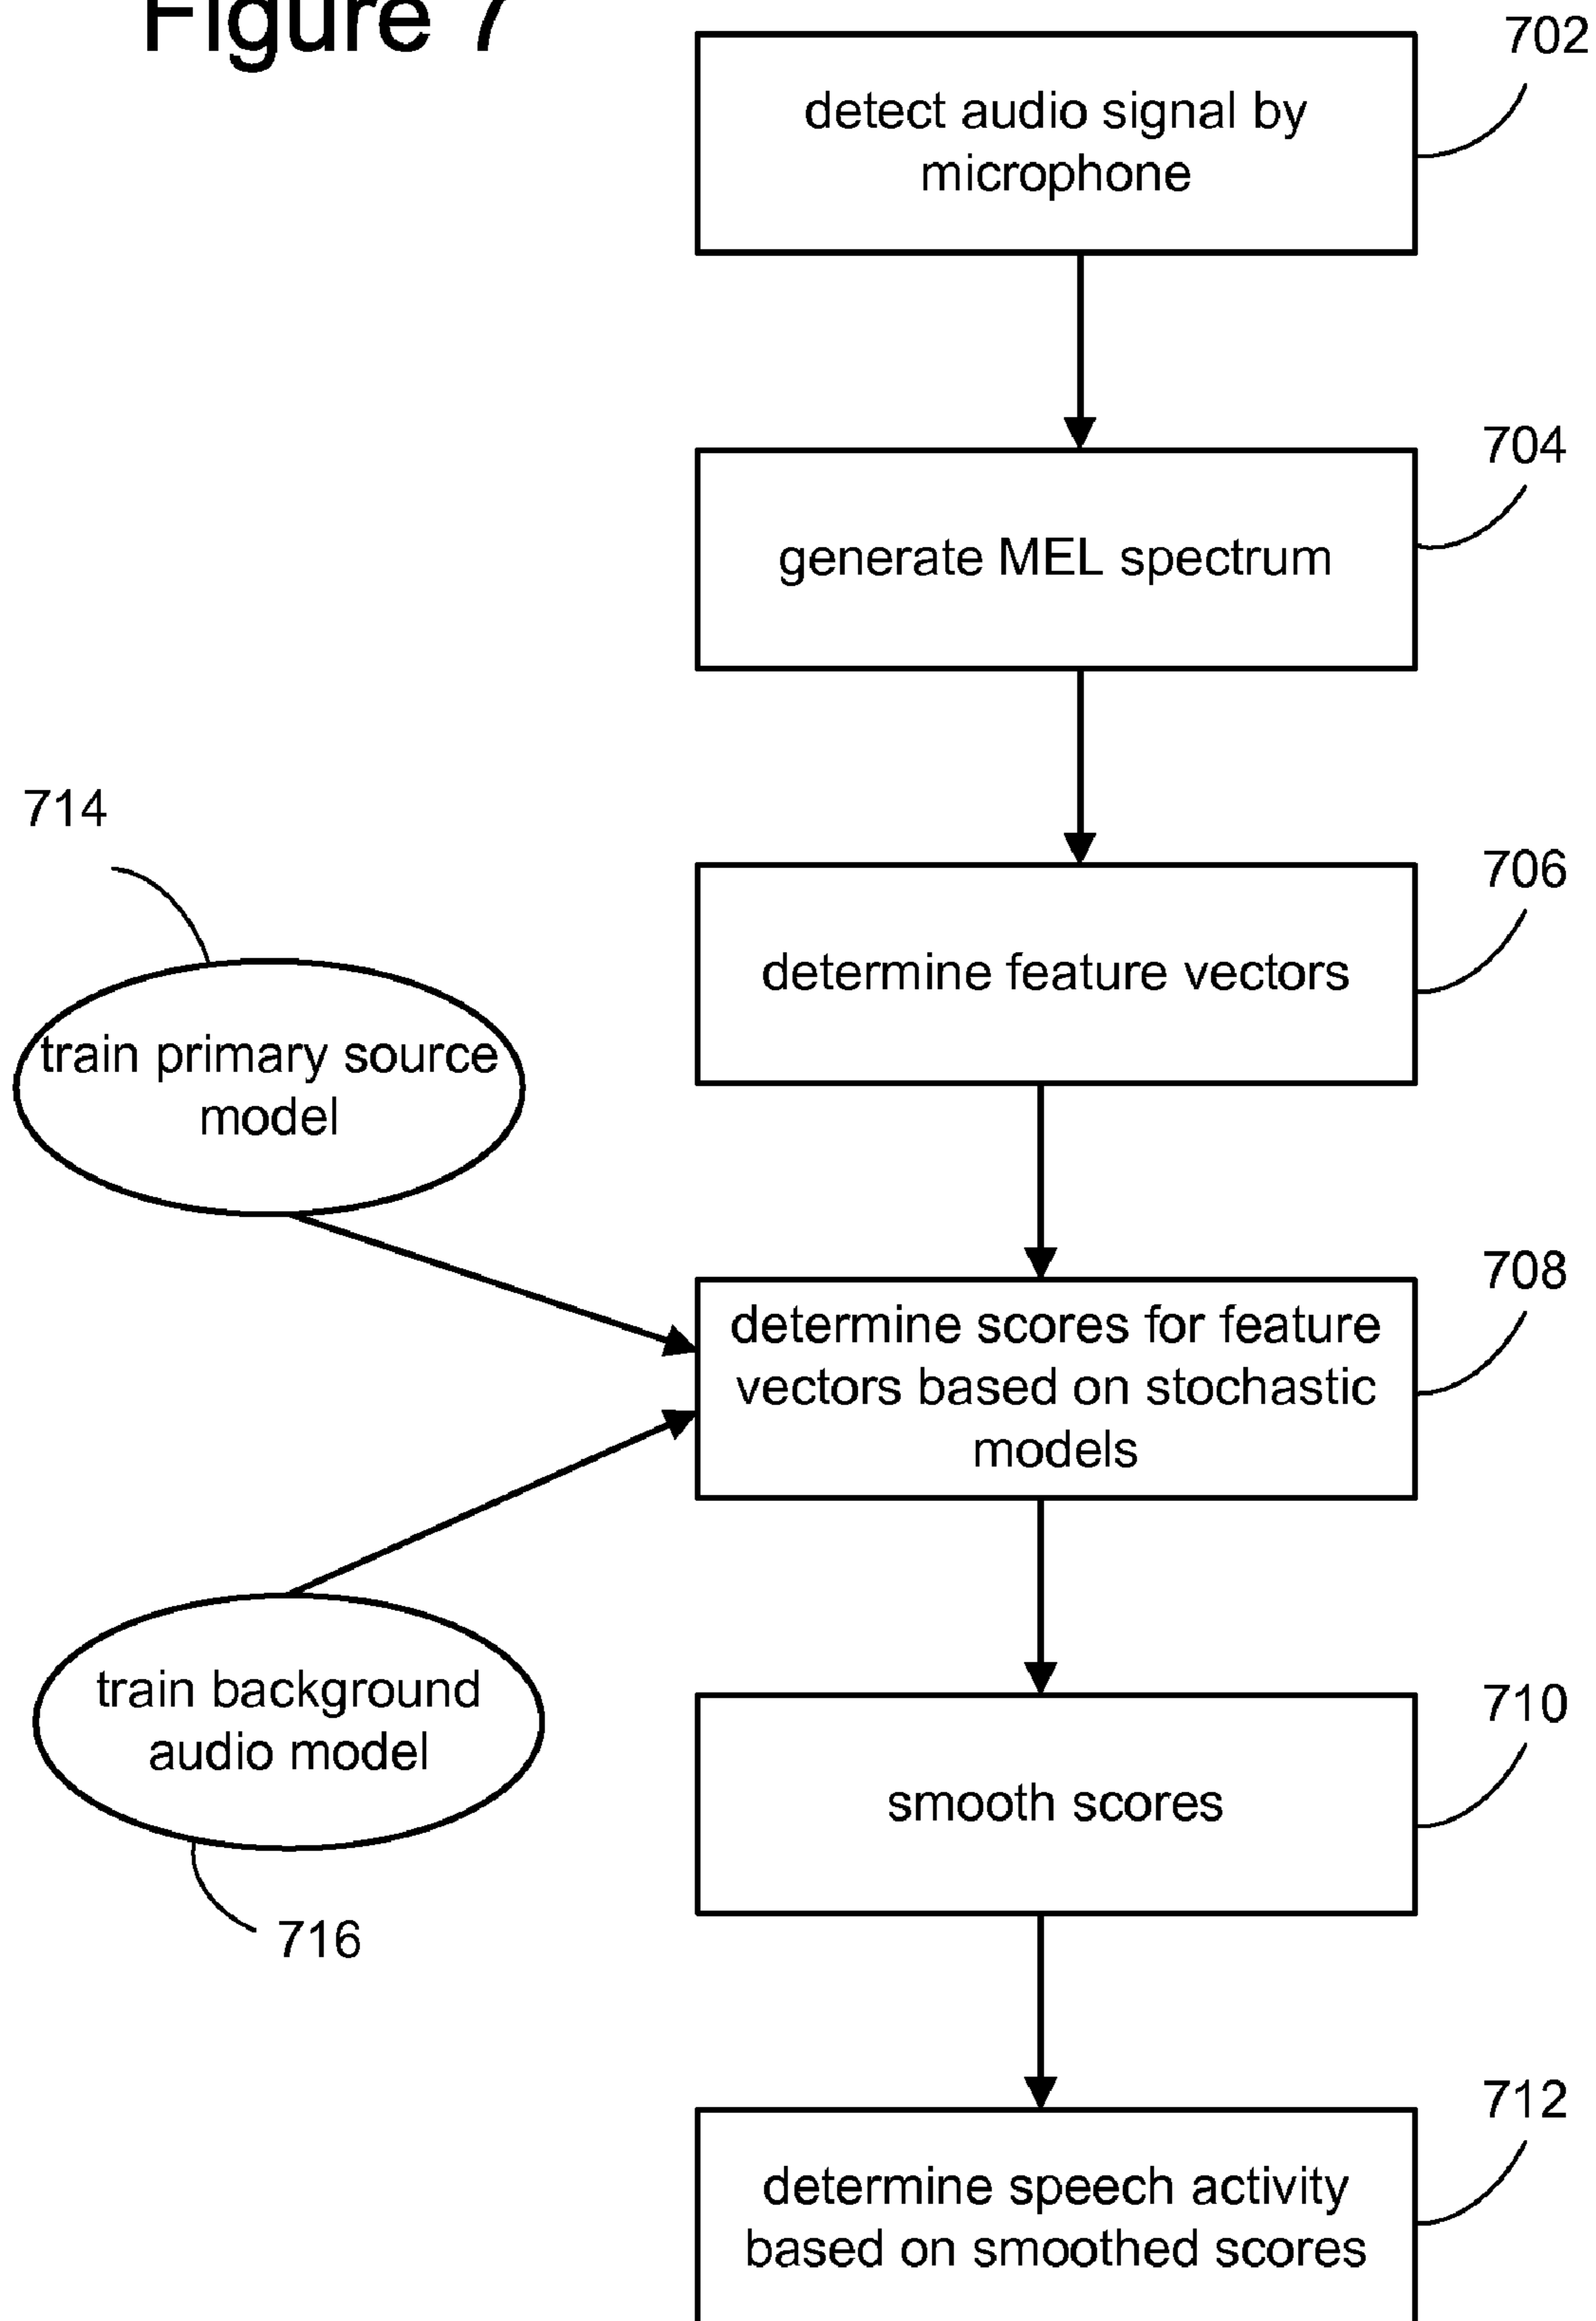 Figure 7
702
detect audio signal by
microphone
704
generate MEL spectrum
706
determine feature vectors
714
train primary source
model
708
determine scores for feature
vectors based on stochastic
models
train background
audio model
716
710
smooth scores
712
determine speech activity
based on smoothed scores